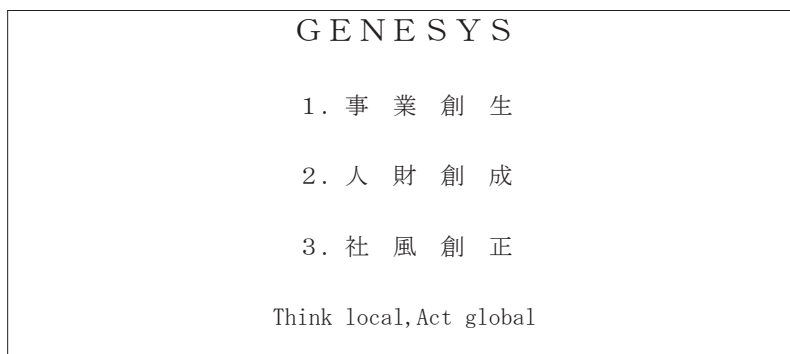 ＧＥＮＥＳＹＳ
１．事　業　創　生
２．人　財　創　成
３．社　風　創　正
Think local,Act global